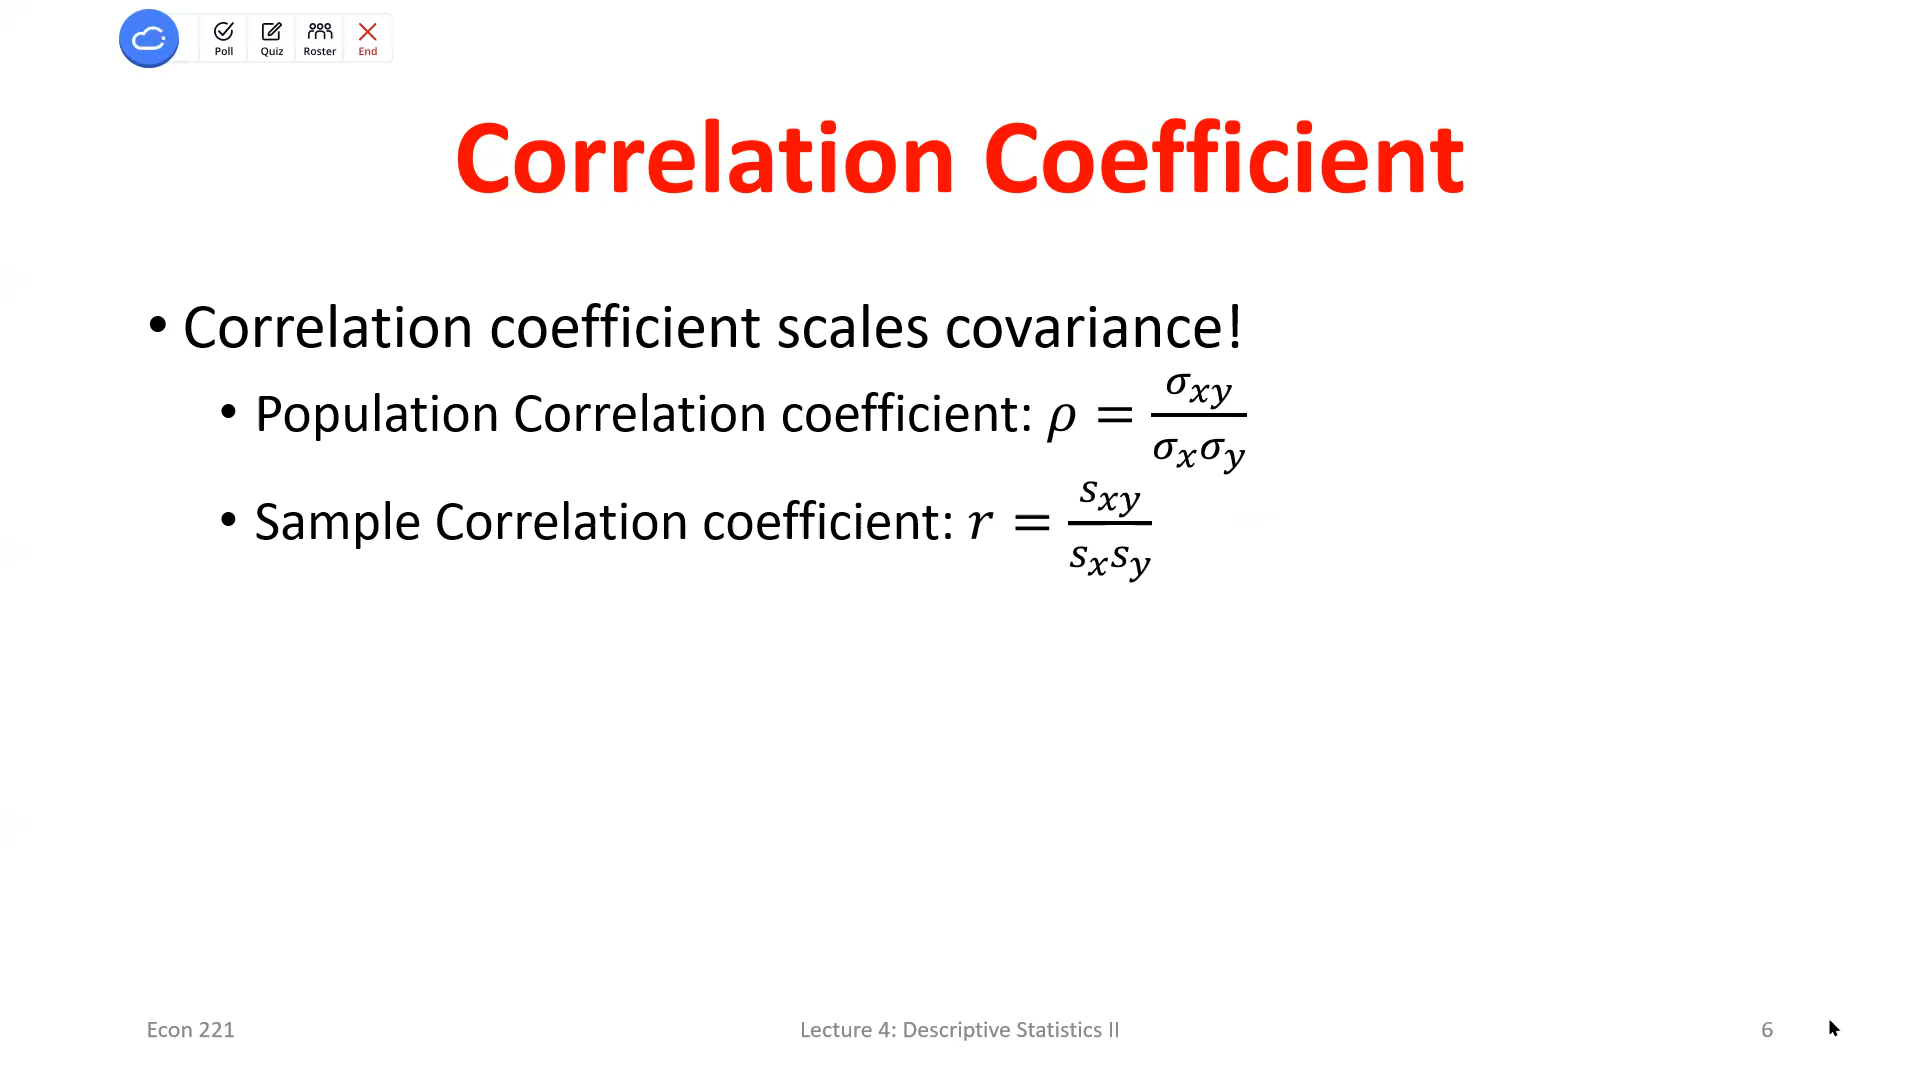 Poll Quiz Roster End
Correlation Coefficient
• Correlation coefficient scales covariance!
• Population Correlation coefficient: ρ = σxy / σxσy
• Sample Correlation coefficient: r = sxy / sxsy
Econ 221 Lecture 4: Descriptive Statistics II 6